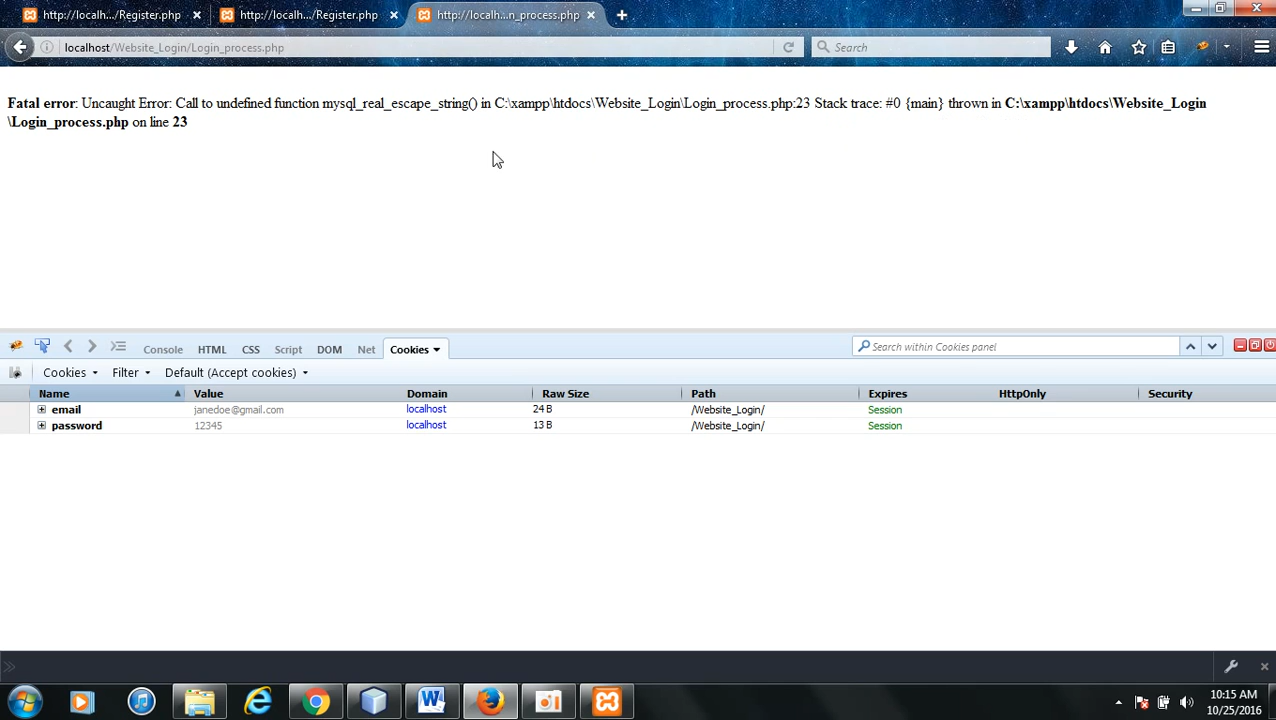 http://localh.../Register.php
http://localh.../Register.php
http://localh...n_process.php
localhost/Website_Login/Login_process.php
Search
Fatal error: Uncaught Error: Call to undefined function mysql_real_escape_string() in C:\xampp\htdocs\Website_Login\Login_process.php:23 Stack trace: #0 {main} thrown in C:\xampp\htdocs\Website_Login
\Login_process.php on line 23
Console HTML CSS Script DOM Net Cookies
Search within Cookies panel
Cookies Filter Default (Accept cookies)
Name Value Domain Raw Size Path Expires HttpOnly Security
email janedoe@gmail.com localhost 24 B /Website_Login/ Session
password 12345 localhost 13 B /Website_Login/ Session
10:15 AM
10/25/2016